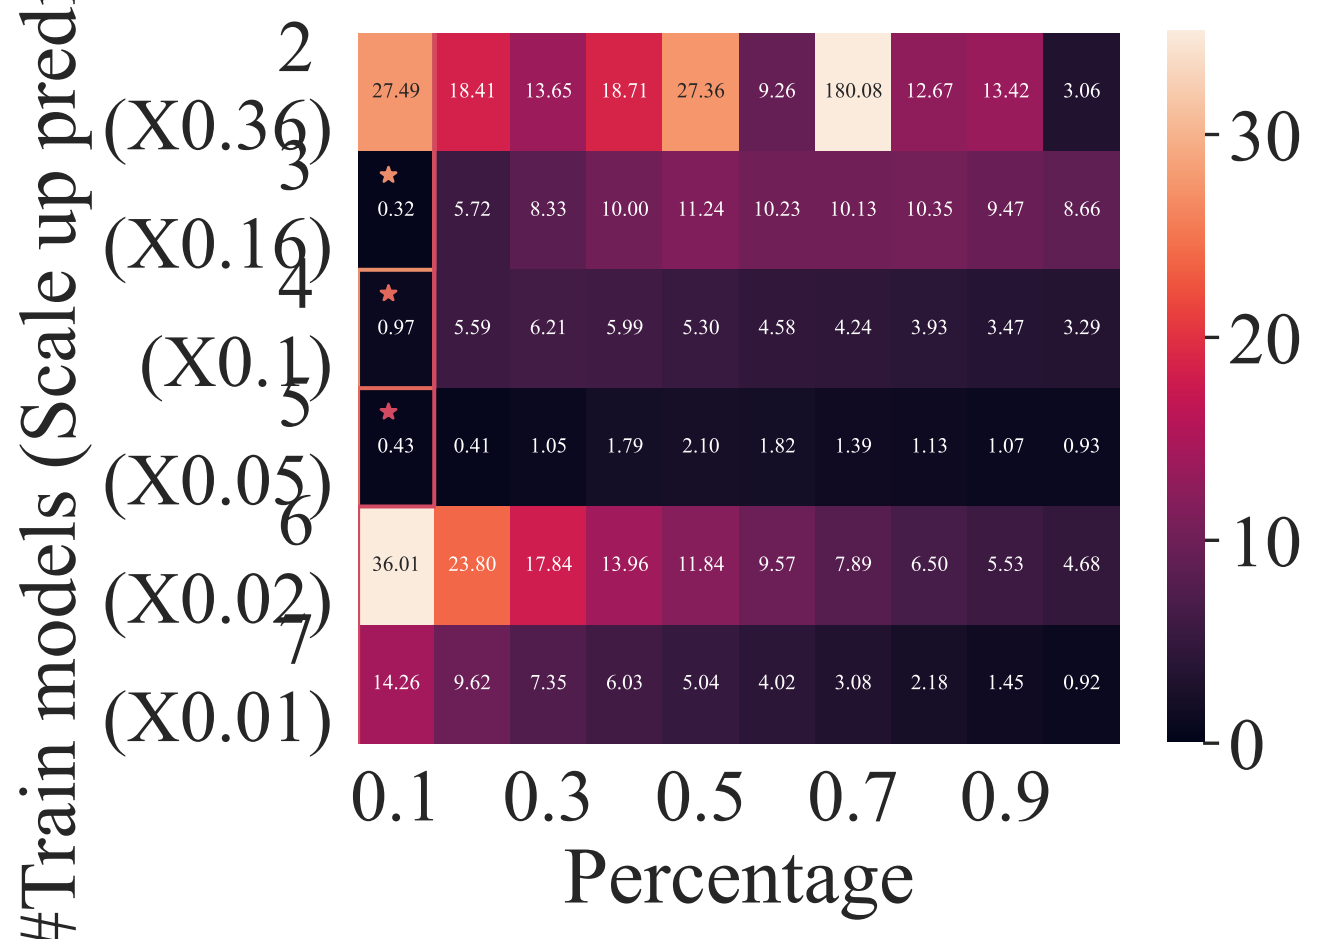 #Train models (Scale up pred
2
(X0.36)
27.49 18.41 13.65 18.71 27.36 9.26 180.08 12.67 13.42 3.06
3
(X0.16)
0.32 5.72 8.33 10.00 11.24 10.23 10.13 10.35 9.47 8.66
4
(X0.1)
0.97 5.59 6.21 5.99 5.30 4.58 4.24 3.93 3.47 3.29
5
(X0.05)
0.43 0.41 1.05 1.79 2.10 1.82 1.39 1.13 1.07 0.93
6
(X0.02)
36.01 23.80 17.84 13.96 11.84 9.57 7.89 6.50 5.53 4.68
7
(X0.01)
14.26 9.62 7.35 6.03 5.04 4.02 3.08 2.18 1.45 0.92
0.1 0.3 0.5 0.7 0.9
Percentage
30
20
10
0